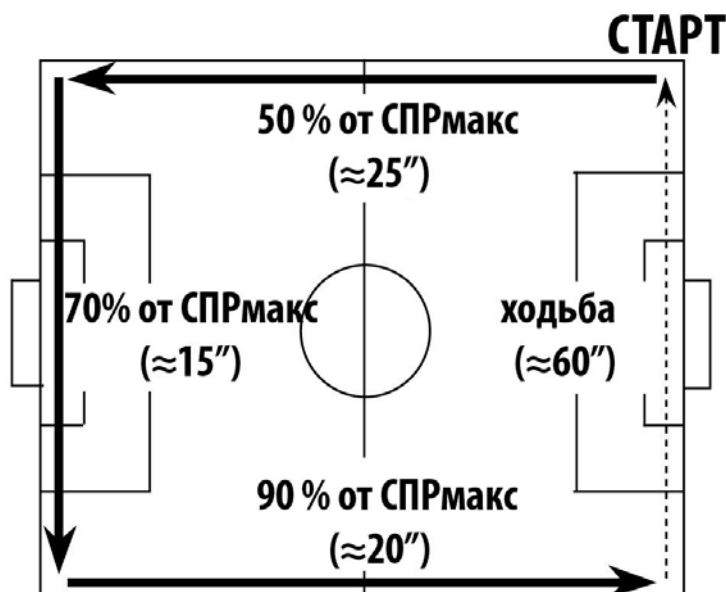 СТАРТ
50 % от СПРмакс
(≈25″)
70% от СПРмакс
(≈15″)
ходьба
(≈60″)
90 % от СПРмакс
(≈20″)